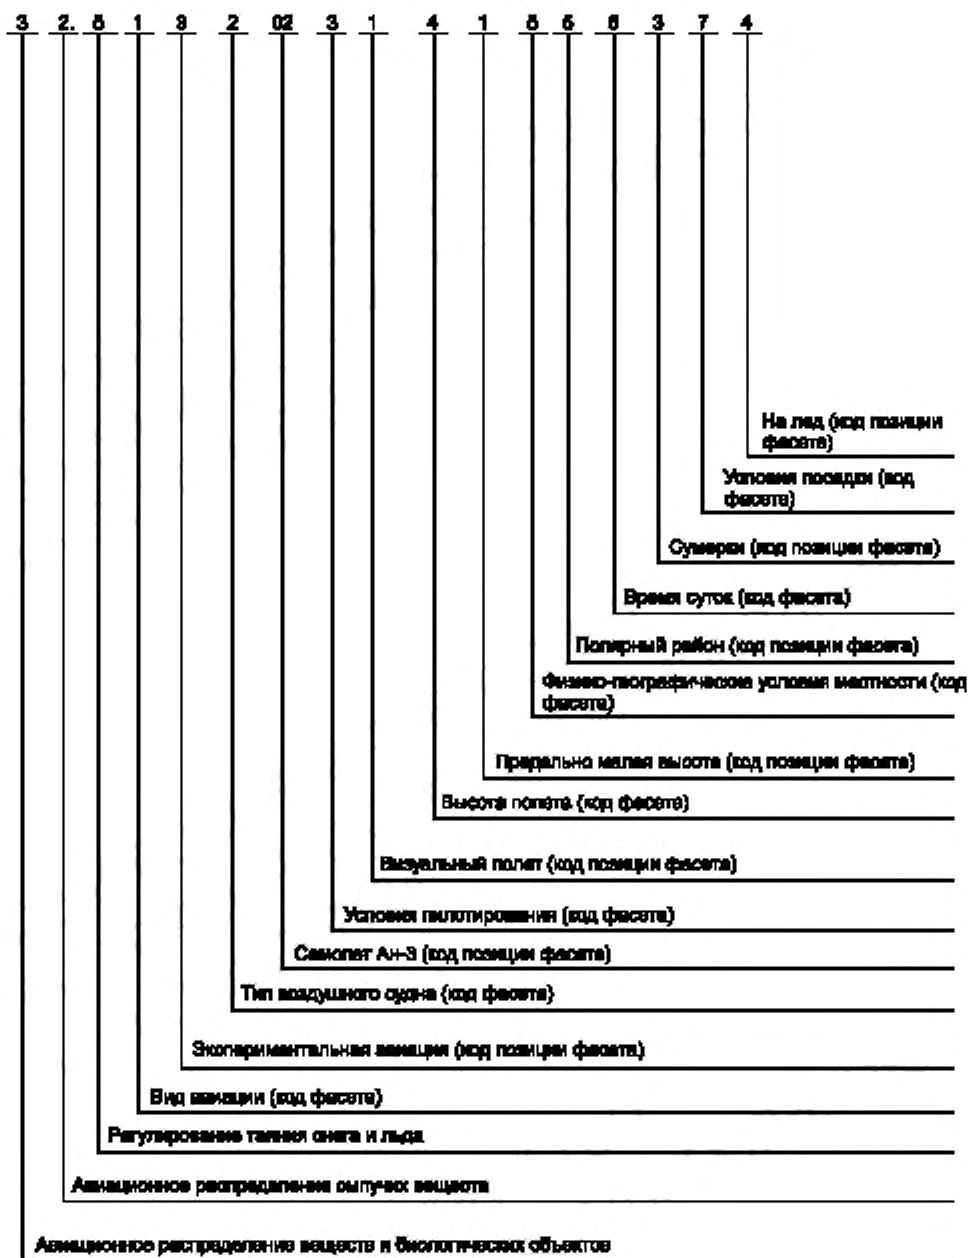 3 2. 5 1 9 2 02 3 1 4 1 5 5 6 3 7 4
На лед (код позиции
фасета)
Условия посадки (код
фасета)
Сумерки (код позиции фасета)
Время суток (код фасета)
Полярный район (код позиции фасета)
Физико-географические условия местности (код
фасета)
Предельно малая высота (код позиции фасета)
Высота полета (код фасета)
Визуальный полет (код позиции фасета)
Условия пилотирования (код фасета)
Самолет Ан-3 (код позиции фасета)
Тип воздушного судна (код фасета)
Экспериментальная авиация (код позиции фасета)
Вид авиации (код фасета)
Регулирование таяния снега и льда
Авиационное распределение сыпучих веществ
Авиационное распределение веществ и биологических объектов